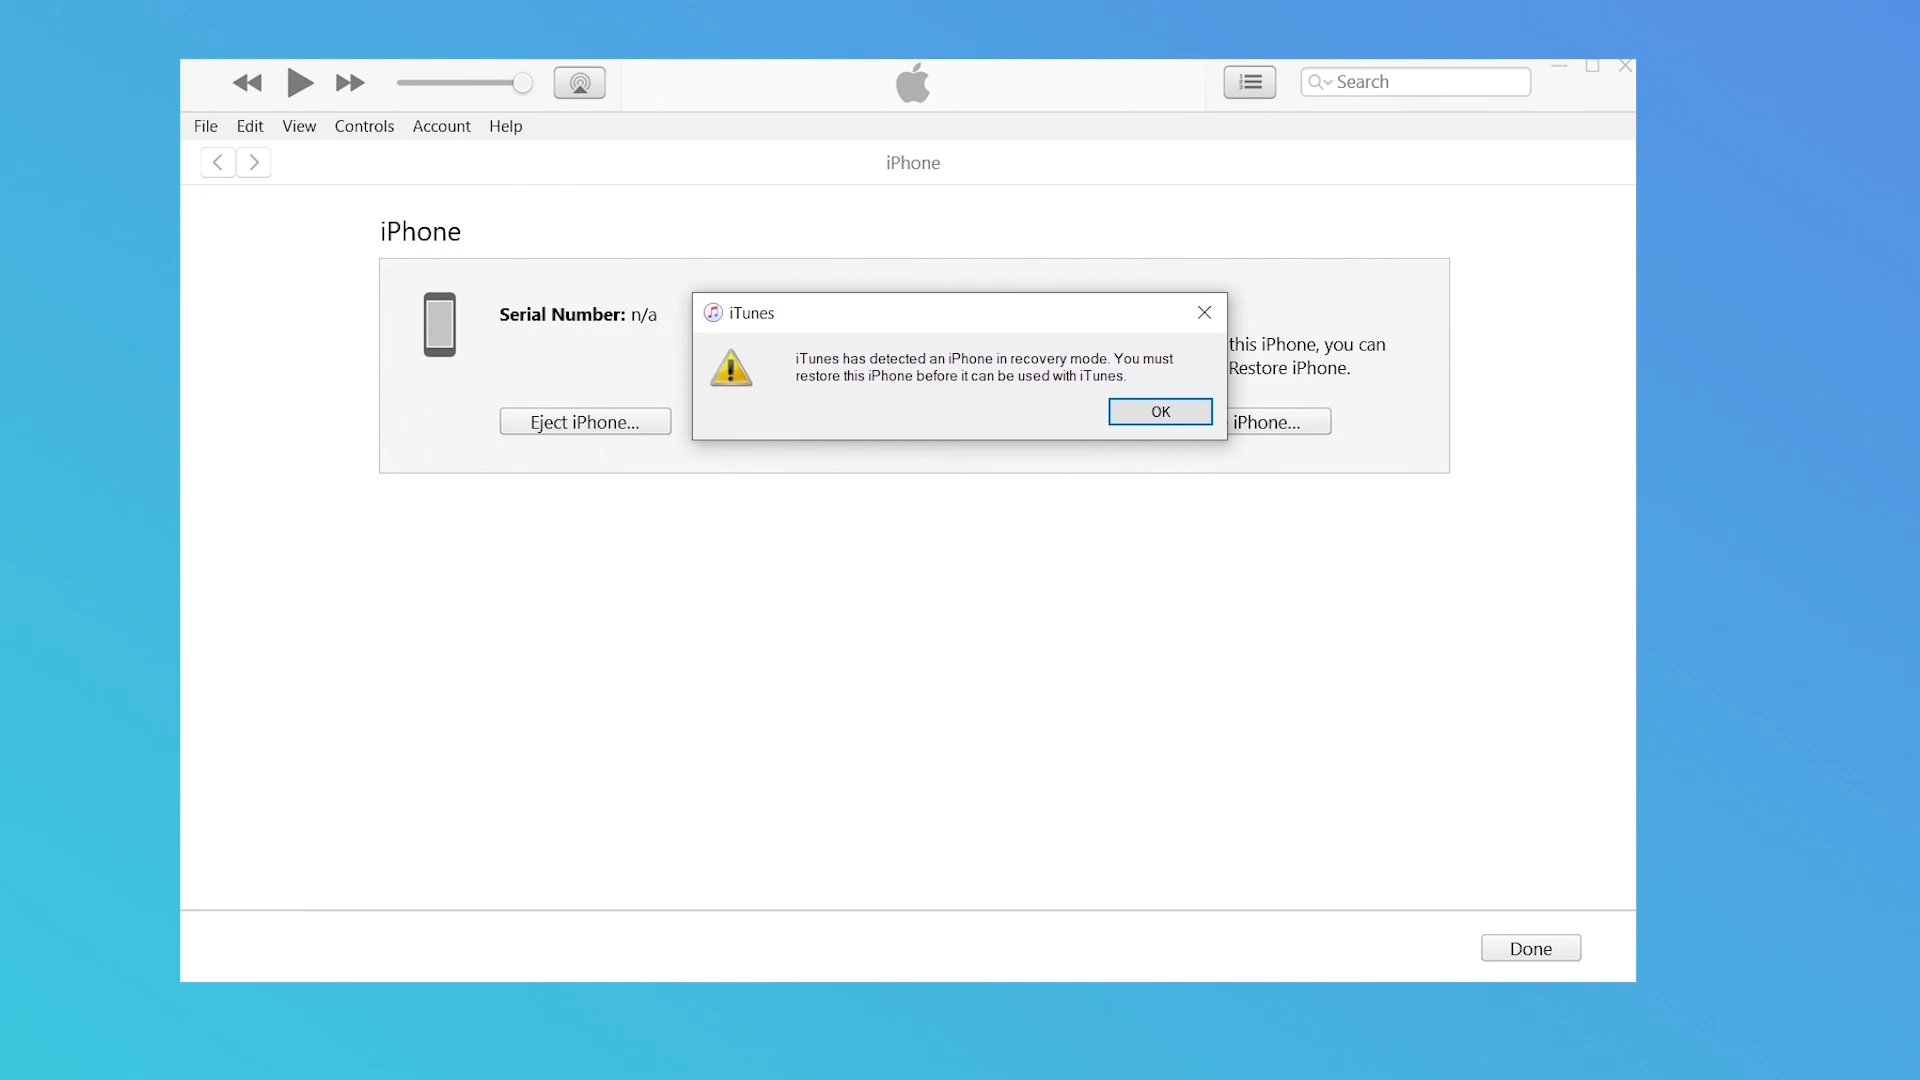 Search
File Edit View Controls Account Help
iPhone
iPhone
Serial Number: n/a
iTunes
iTunes has detected an iPhone in recovery mode. You must
restore this iPhone before it can be used with iTunes.
OK
this iPhone, you can
Restore iPhone.
Eject iPhone...
iPhone...
Done